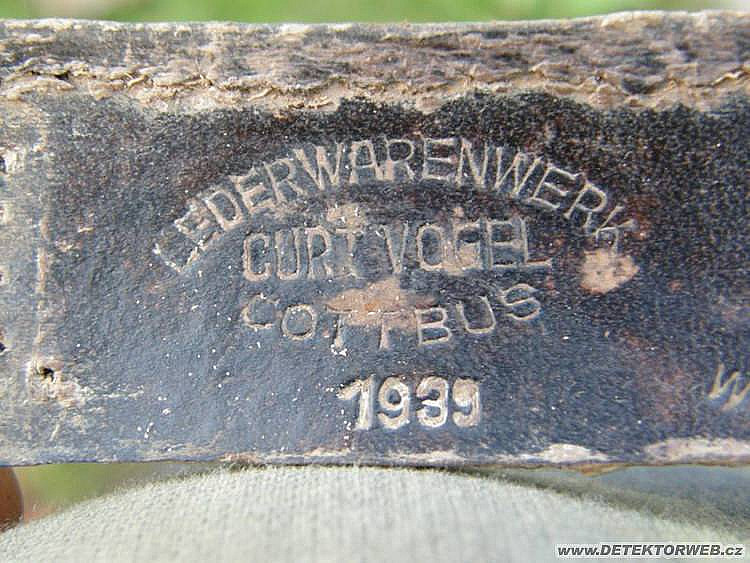 LEDERWARENWERK
CURT VOGEL
COTTBUS
1939
WWW.DETEKTORWEB.CZ